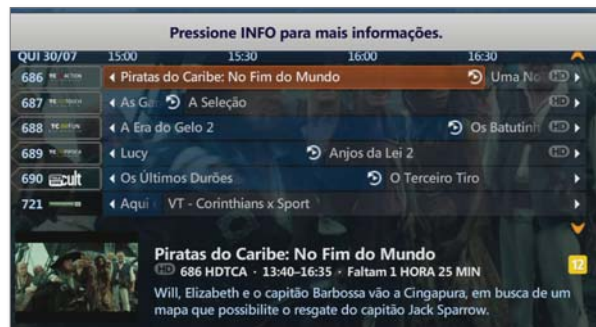 Pressione INFO para mais informações.
QUI 30/07 15:00 15:30 16:00 16:30
686 Piratas do Caribe: No Fim do Mundo Uma No HD
687 As Ga A Seleção HD
688 A Era do Gelo 2 Os Batutinh HD
689 Lucy Anjos da Lei 2 HD
690 cult Os Últimos Durões O Terceiro Tiro
721 Aqui VT - Corinthians x Sport
Piratas do Caribe: No Fim do Mundo
HD 686 HDTCA · 13:40–16:35 · Faltam 1 HORA 25 MIN
12
Will, Elizabeth e o capitão Barbossa vão a Cingapura, em busca de um
mapa que possibilite o resgate do capitão Jack Sparrow.